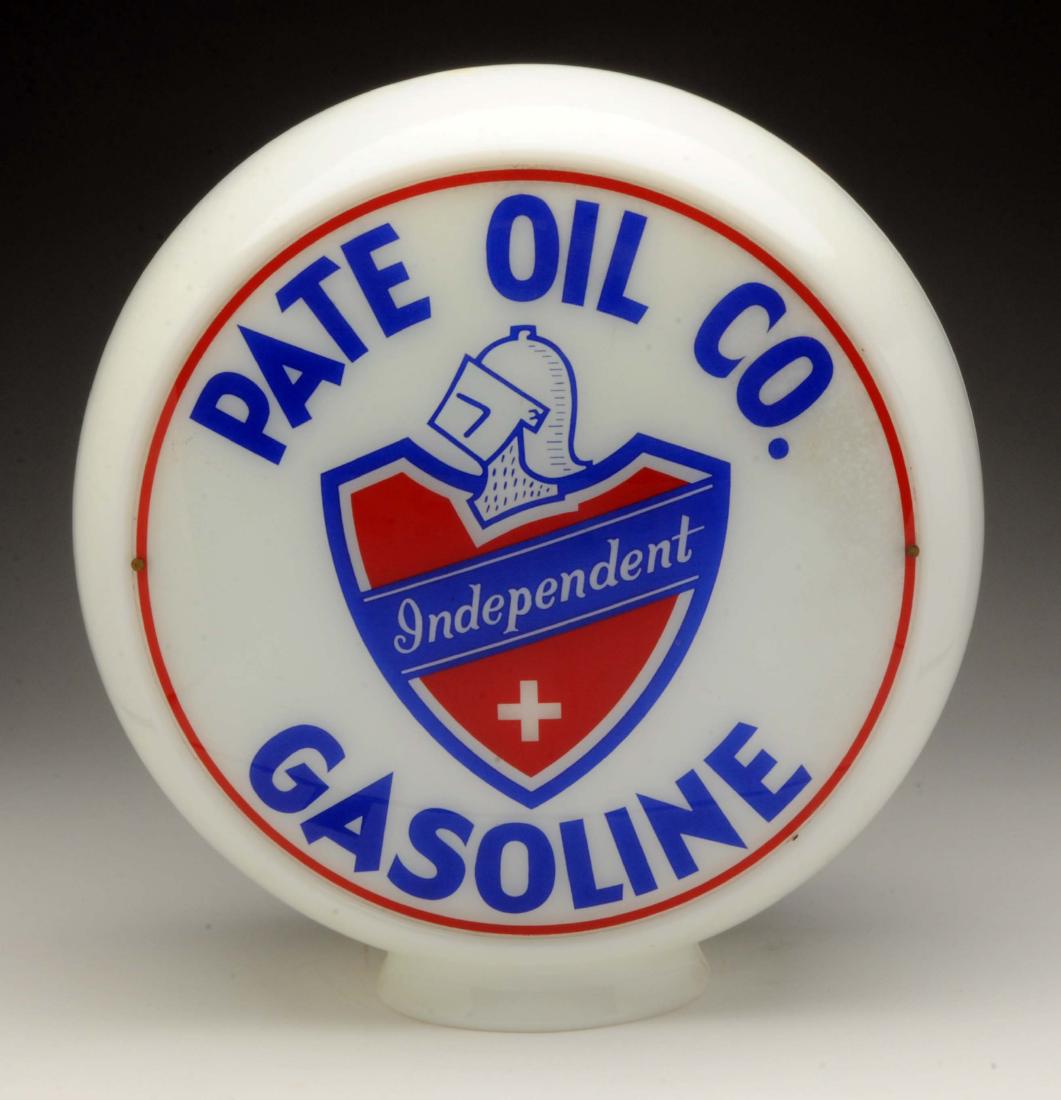 PATE OIL CO.
Independent
GASOLINE